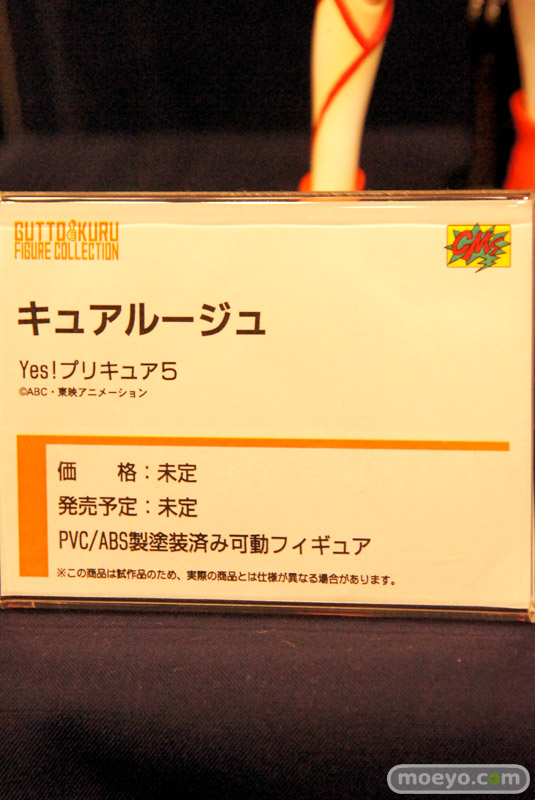 GUTTO KURU
FIGURE COLLECTION
CMs
キュアルージュ
Yes!プリキュア5
©ABC・東映アニメーション
価　格：未定
発売予定：未定
PVC/ABS製塗装済み可動フィギュア
※この商品は試作品のため、実際の商品とは仕様が異なる場合があります。
moeyo.com